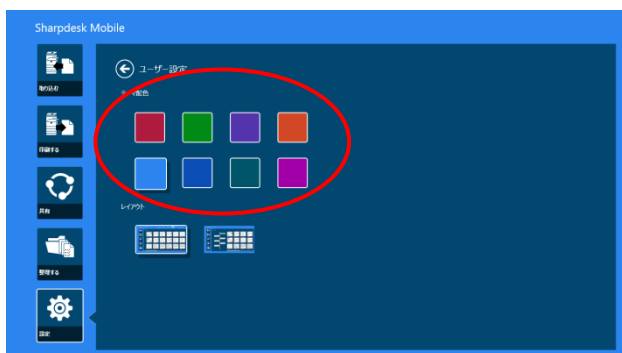 Sharpdesk Mobile
取り込む
印刷する
共有
整理する
設定
ユーザー設定
配色
レイアウト